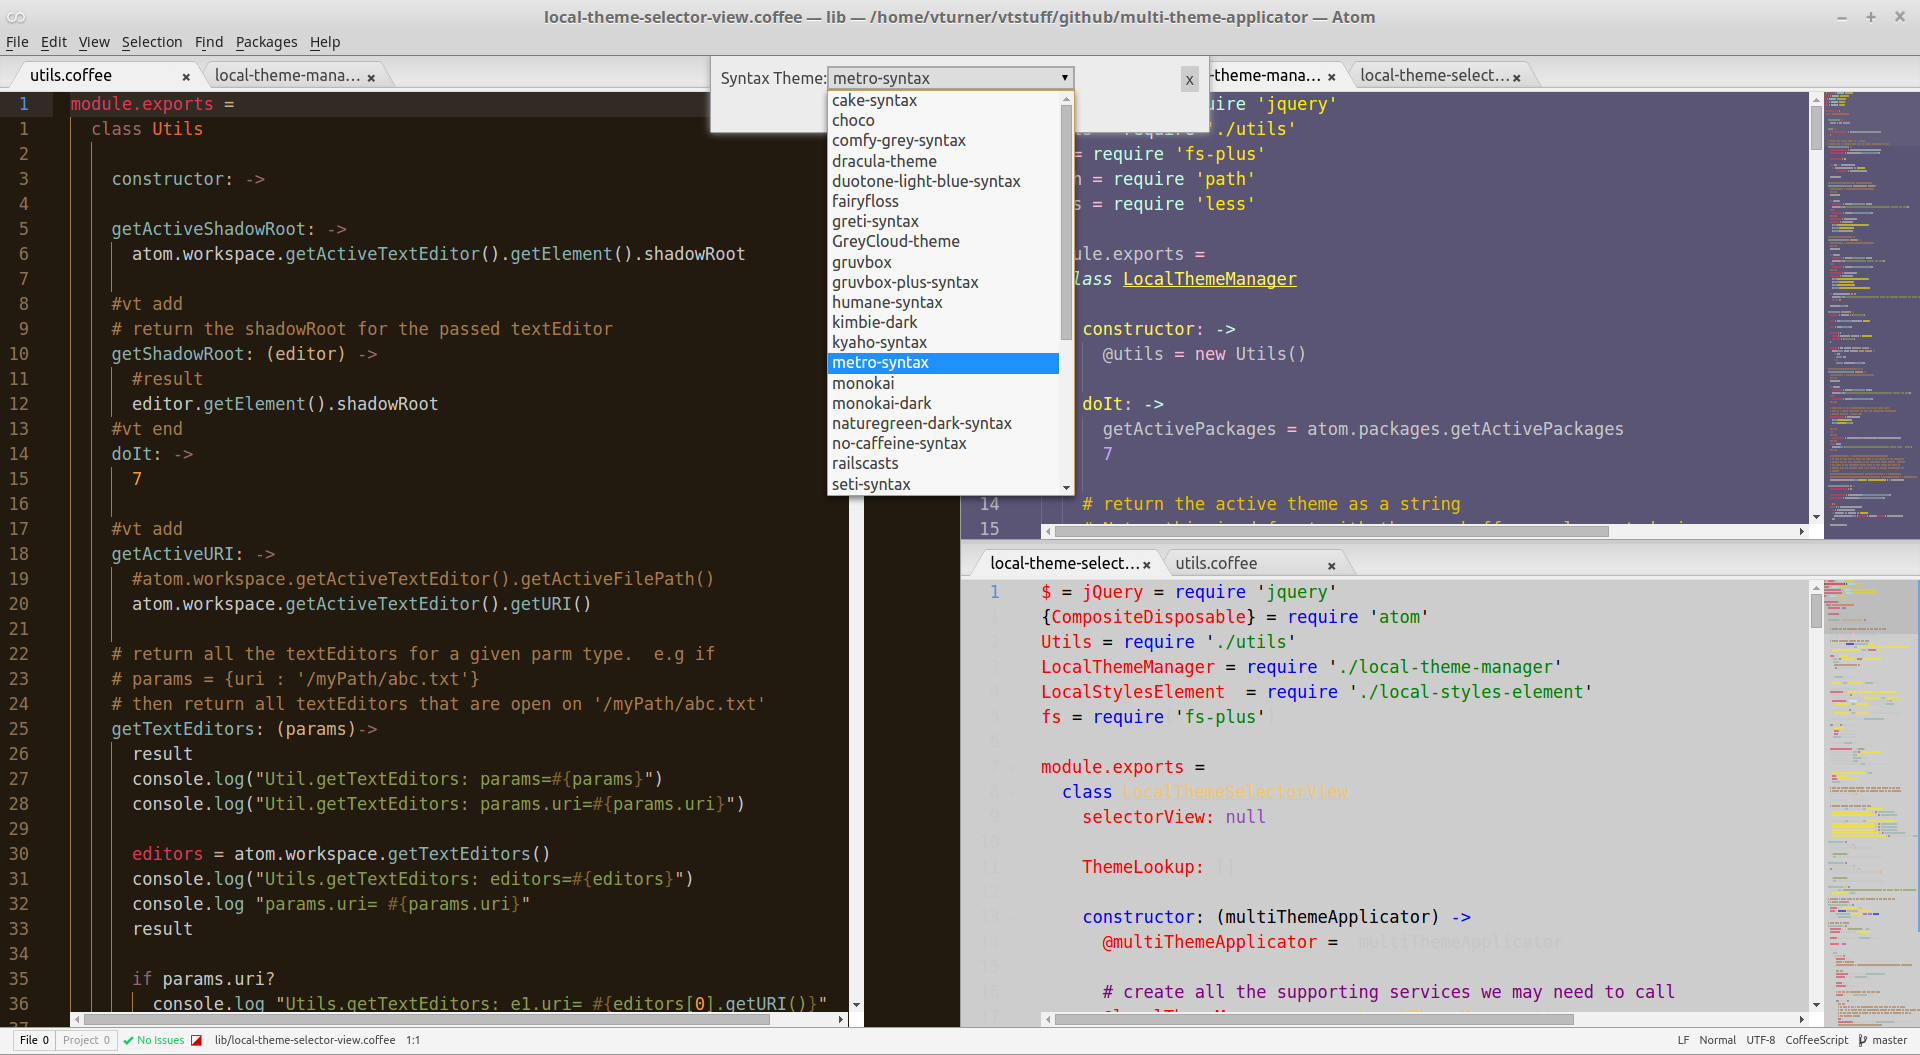 local-theme-selector-view.coffee — lib — /home/vturner/vtstuff/github/multi-theme-applicator — Atom
File Edit View Selection Find Packages Help
utils.coffee × local-theme-mana... ×
1 module.exports =
1 class Utils
2
3 constructor: ->
4
5 getActiveShadowRoot: ->
6 atom.workspace.getActiveTextEditor().getElement().shadowRoot
7
8 #vt add
9 # return the shadowRoot for the passed textEditor
10 getShadowRoot: (editor) ->
11 #result
12 editor.getElement().shadowRoot
13 #vt end
14 doIt: ->
15 7
16
17 #vt add
18 getActiveURI: ->
19 #atom.workspace.getActiveTextEditor().getActiveFilePath()
20 atom.workspace.getActiveTextEditor().getURI()
21
22 # return all the textEditors for a given parm type.  e.g if
23 # params = {uri : '/myPath/abc.txt'}
24 # then return all textEditors that are open on '/myPath/abc.txt'
25 getTextEditors: (params)->
26 result
27 console.log("Util.getTextEditors: params=#{params}")
28 console.log("Util.getTextEditors: params.uri=#{params.uri}")
29
30 editors = atom.workspace.getTextEditors()
31 console.log("Utils.getTextEditors: editors=#{editors}")
32 console.log "params.uri= #{params.uri}"
33 result
34
35 if params.uri?
36 console.log "Utils.getTextEditors: e1.uri= #{editors[0].getURI()}"
Syntax Theme: metro-syntax x
cake-syntax
choco
comfy-grey-syntax
dracula-theme
duotone-light-blue-syntax
fairyfloss
greti-syntax
GreyCloud-theme
gruvbox
gruvbox-plus-syntax
humane-syntax
kimbie-dark
kyaho-syntax
metro-syntax
monokai
monokai-dark
naturegreen-dark-syntax
no-caffeine-syntax
railscasts
seti-syntax
-theme-mana... × local-theme-select... ×
uire 'jquery'
require './utils'
= require 'fs-plus'
= require 'path'
s = require 'less'
ule.exports =
lass LocalThemeManager
constructor: ->
@utils = new Utils()
doIt: ->
getActivePackages = atom.packages.getActivePackages
7
14 # return the active theme as a string
15
local-theme-select... × utils.coffee ×
1 $ = jQuery = require 'jquery'
{CompositeDisposable} = require 'atom'
Utils = require './utils'
LocalThemeManager = require './local-theme-manager'
LocalStylesElement  = require './local-styles-element'
fs = require 'fs-plus'
module.exports =
class LocalThemeSelectorView
selectorView: null
ThemeLookup: []
constructor: (multiThemeApplicator) ->
@multiThemeApplicator = multiThemeApplicator
# create all the supporting services we may need to call
File 0 Project 0 No Issues lib/local-theme-selector-view.coffee 1:1
LF Normal UTF-8 CoffeeScript master